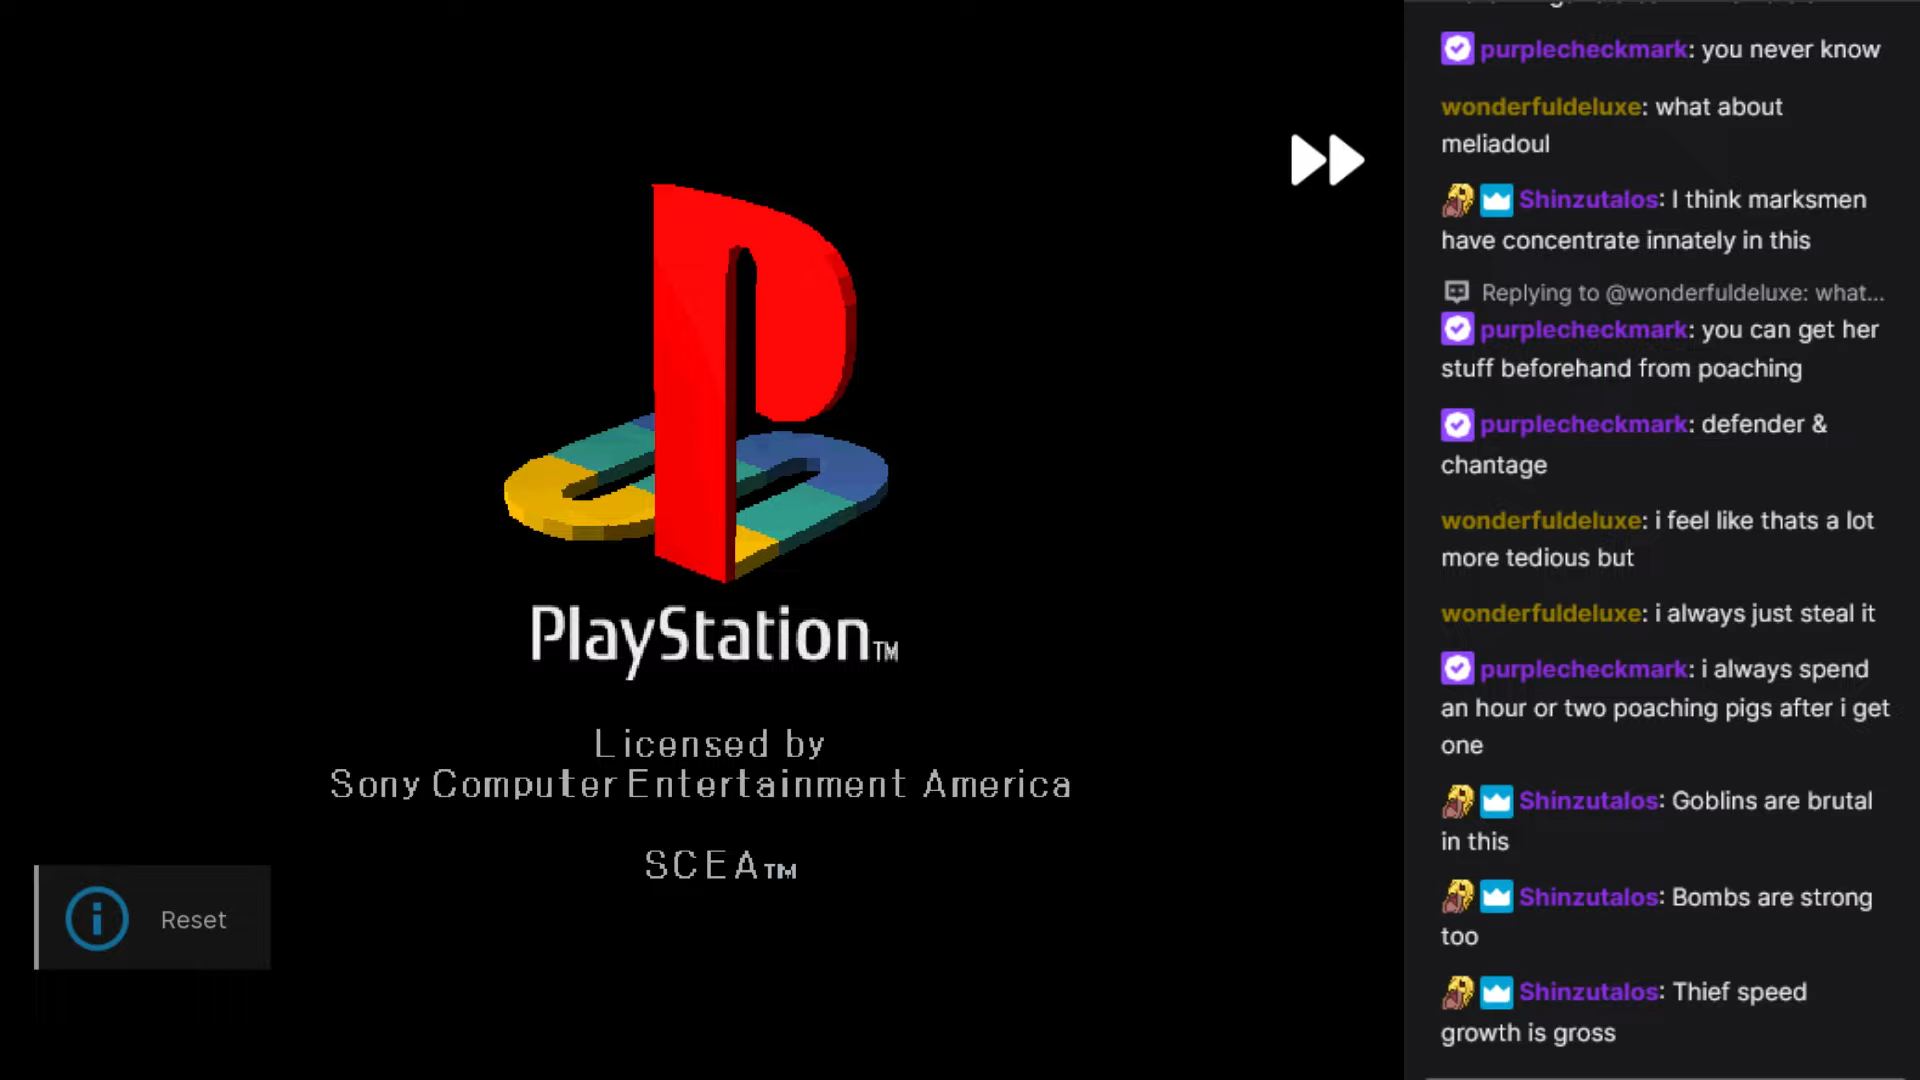 PlayStation™
Licensed by
Sony Computer Entertainment America
SCEA™
Reset
purplecheckmark: you never know
wonderfuldeluxe: what about
meliadoul
Shinzutalos: I think marksmen
have concentrate innately in this
Replying to @wonderfuldeluxe: what...
purplecheckmark: you can get her
stuff beforehand from poaching
purplecheckmark: defender &
chantage
wonderfuldeluxe: i feel like thats a lot
more tedious but
wonderfuldeluxe: i always just steal it
purplecheckmark: i always spend
an hour or two poaching pigs after i get
one
Shinzutalos: Goblins are brutal
in this
Shinzutalos: Bombs are strong
too
Shinzutalos: Thief speed
growth is gross